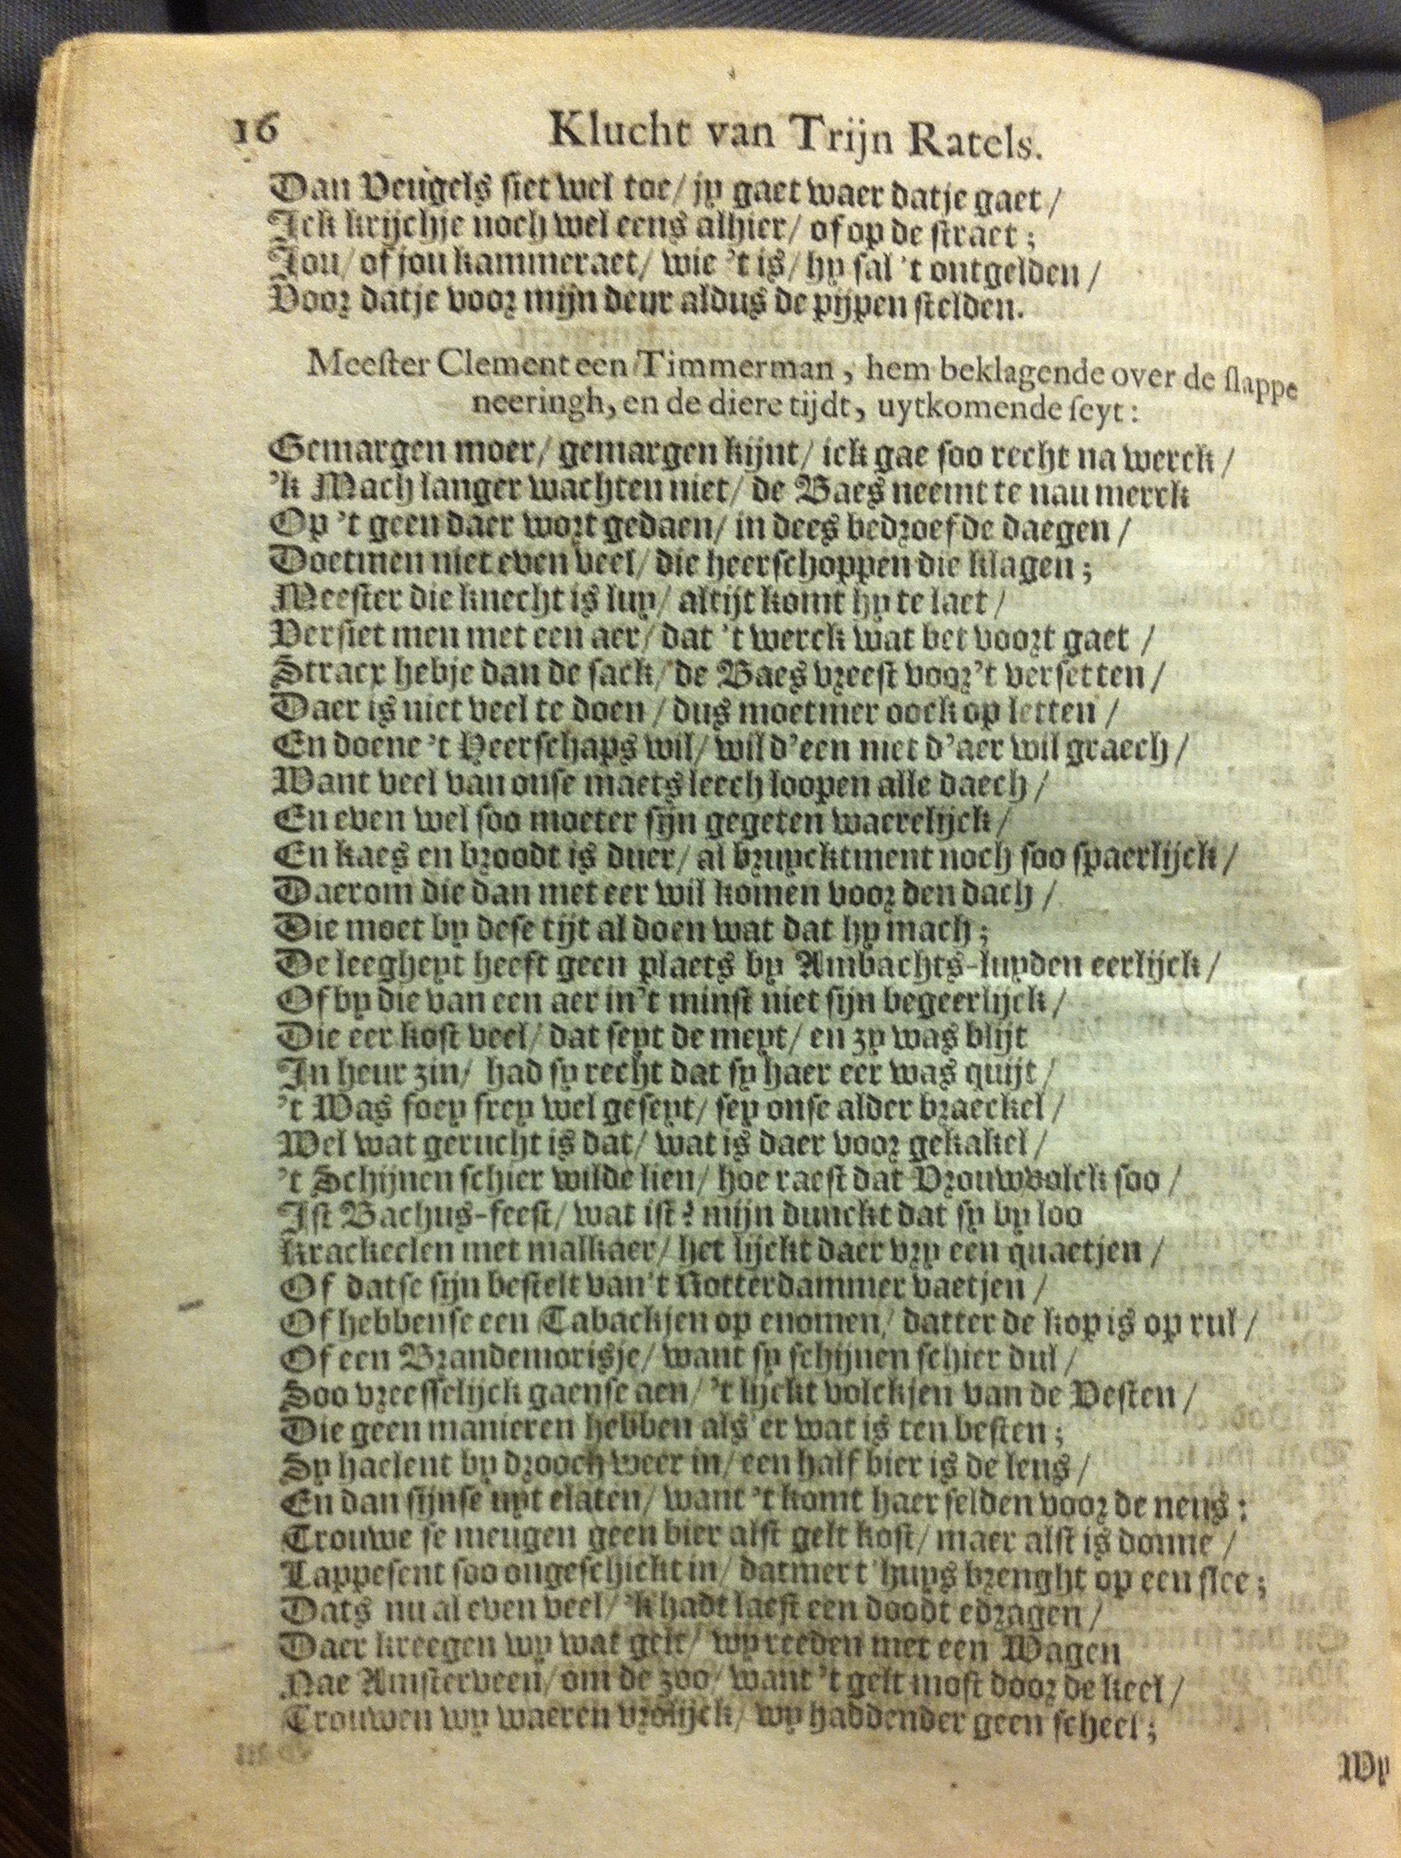 16 Klucht van Trijn Ratels.
Dan Veugels siet wel toe/ jy gaet waer datje gaet/
Ick krijchje noch wel eens alhier/ of op de straet;
Jou/ of jou kammeraet/ wie 't is/ hy sal 't ontgelden/
Voor datje voor mijn deur aldus de pijpen stelden.
Meester Clement een Timmerman, hem beklagende over de slappe
neeringh, en de diere tijdt, uytkomende seyt:
Gemargen moer/ gemargen kijnt/ ick gae soo recht na werck/
'k Mach langer wachten niet/ de Baes neemt te nau merck
Op 't geen daer wort gedaen/ in dees bedroefde daegen/
Doetmen niet even veel/ die heerschoppen die klagen;
Meester die knecht is luy/ altijt komt hy te laet/
Versiet men met een aer/ dat 't werck wat bet voort gaet/
Stracx hebje dan de sack/ de Baes vreest voor 't versetten/
Daer is niet veel te doen/ dus moetmer oock op letten/
En doene 't Heerschaps wil/ wil d'een niet d'aer wil graech/
Want veel van onse maets leech loopen alle daech/
En even wel soo moeter sijn gegeten waerelijck/
En kaes en broodt is duer/ al bruycktment noch soo spaerlijck/
Daerom die dan met eer wil komen voor den dach/
Die moet by dese tijt al doen wat dat hy mach;
De leegheyt heeft geen plaets by Ambachts-luyden eerlijck/
Of by die van een aer in 't minst niet sijn begeerlijck/
Die eer kost veel/ dat seyt de meyt/ en zy was blijt
In heur zin/ had sy recht dat sy haer eer was quijt/
't Was foey frey wel geseyt/ sey onse alder braeckel/
Wel wat gerucht is dat/ wat is daer voor gekakel/
't Schijnen schier wilde lien/ hoe raest dat Vrouwvolck soo/
Ist Bachus-feest/ wat ist? mijn dunckt dat sy by loo
Krackeelen met malkaer/ het lijckt daer vry een quaetjen/
Of datse sijn bestelt van't Rotterdammer vaetjen/
Of hebbense een Tabackjen op enomen/ datter de kop is op rul/
Of een Brandemorisje/ want sy schijnen schier dul/
Soo vreesselijck gaense aen/ 't lijckt volckjen van de Vesten/
Die geen manieren hebben als er wat is ten besten;
Sy haelent by drooch weer in/ een half bier is de leus/
En dan sijnse uyt elaten/ want 't komt haer selden voor de neus:
Trouwe se meugen geen bier alst gelt kost/ maer alst is donne/
Lappesent soo ongeschickt in/ datmer t'huys brenght op een slee;
Dats nu al even veel/ 'k hadt laest een doodt edragen/
Daer kreegen wy wat gelt/ wy reeden met een Wagen
Nae Amsterveen/ om de zoo/ want 't gelt most door de keel/
Trouwen wy waeren vrolijck/ wy haddender geen scheel;
Wy